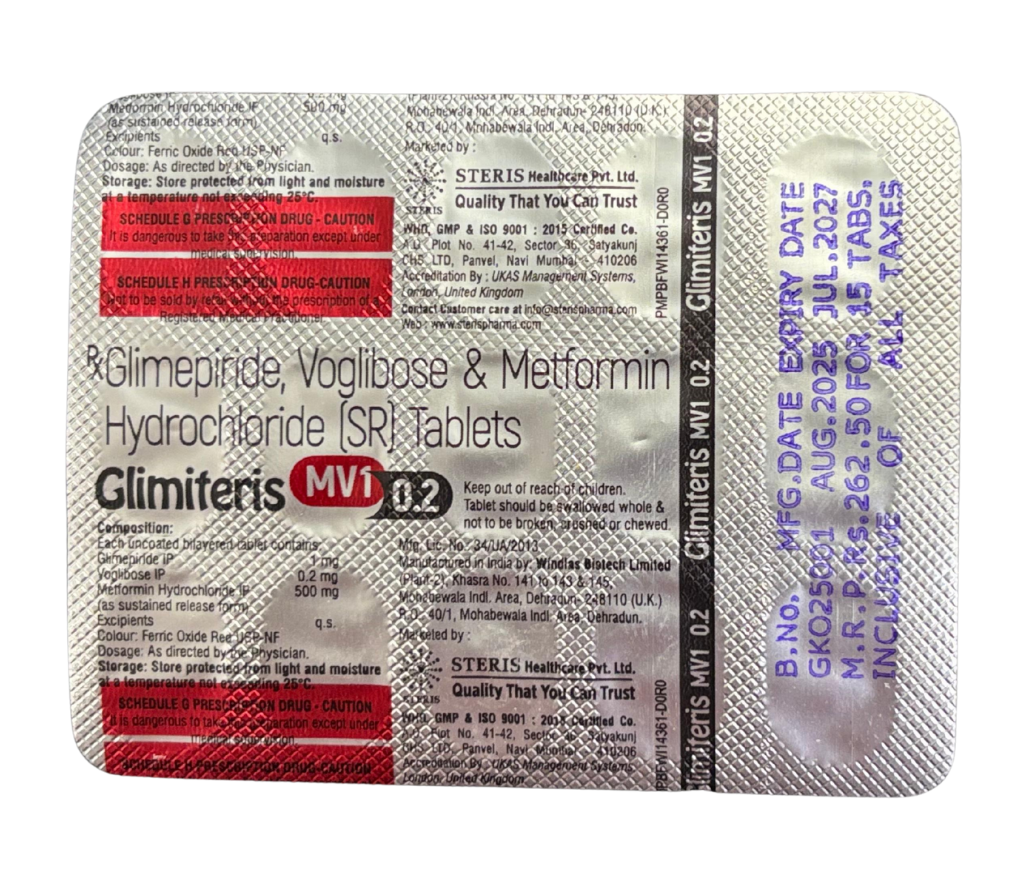 Metformin Hydrochloride IP 500 mg
(as sustained release form)
Excipients q.s.
Colour: Ferric Oxide Red USP-NF
Dosage: As directed by the Physician.
Storage: Store protected from light and moisture
at a temperature not exceeding 25°C.
SCHEDULE G PRESCRIPTION DRUG - CAUTION
It is dangerous to take this preparation except under
medical supervision.
SCHEDULE H PRESCRIPTION DRUG-CAUTION
Not to be sold by retail without the prescription of a
Registered Medical Practitioner
(Plant-2), Khasra No. 141 to 143 & 145,
Mohabewala Indl. Area, Dehradun- 248110 (U.K.)
R.O. 40/1, Mohabewala Indl. Area, Dehradun.
Marketed by :
STERIS
STERIS Healthcare Pvt. Ltd.
Quality That You Can Trust
WHO, GMP & ISO 9001 : 2015 Certified Co.
A.O. Plot No. 41-42, Sector 36, Satyakunj
CHS LTD, Panvel, Navi Mumbai - 410206
Accreditation By : UKAS Management Systems,
London, United Kingdom
Contact Customer care at info@sterispharma.com
Web : www.sterispharma.com
PMPBFWI14361-D0R0
Rx Glimepiride, Voglibose & Metformin
Hydrochloride (SR) Tablets
Glimiteris MV1 0.2
Keep out of reach of children.
Tablet should be swallowed whole &
not to be broken, crushed or chewed.
Composition:
Each uncoated bilayered tablet contains:
Glimepiride IP 1 mg
Voglibose IP 0.2 mg
Metformin Hydrochloride IP 500 mg
(as sustained release form)
Excipients q.s.
Colour: Ferric Oxide Red USP-NF
Dosage: As directed by the Physician.
Storage: Store protected from light and moisture
at a temperature not exceeding 25°C.
SCHEDULE G PRESCRIPTION DRUG - CAUTION
It is dangerous to take this preparation except under
medical supervision.
SCHEDULE H PRESCRIPTION DRUG-CAUTION
Mfg. Lic. No.: 34/UA/2013
Manufactured in India by: Windlas Biotech Limited
(Plant-2), Khasra No. 141 to 143 & 145,
Mohabewala Indl. Area, Dehradun- 248110 (U.K.)
R.O. 40/1, Mohabewala Indl. Area, Dehradun.
Marketed by :
STERIS
STERIS Healthcare Pvt. Ltd.
Quality That You Can Trust
WHO, GMP & ISO 9001 : 2015 Certified Co.
A.O. Plot No. 41-42, Sector 36, Satyakunj
CHS LTD, Panvel, Navi Mumbai - 410206
Accreditation By : UKAS Management Systems,
London, United Kingdom
PBFWI14361-D0R0
Glimiteris MV1 0.2
Glimiteris MV1 0.2
limiteris MV1 0.2
B.No. MFG.DATE EXPIRY DATE
GKO25001 AUG.2025 JUL.2027
M.R.P.Rs.262.50 FOR 15 TABS.
INCLUSIVE OF ALL TAXES